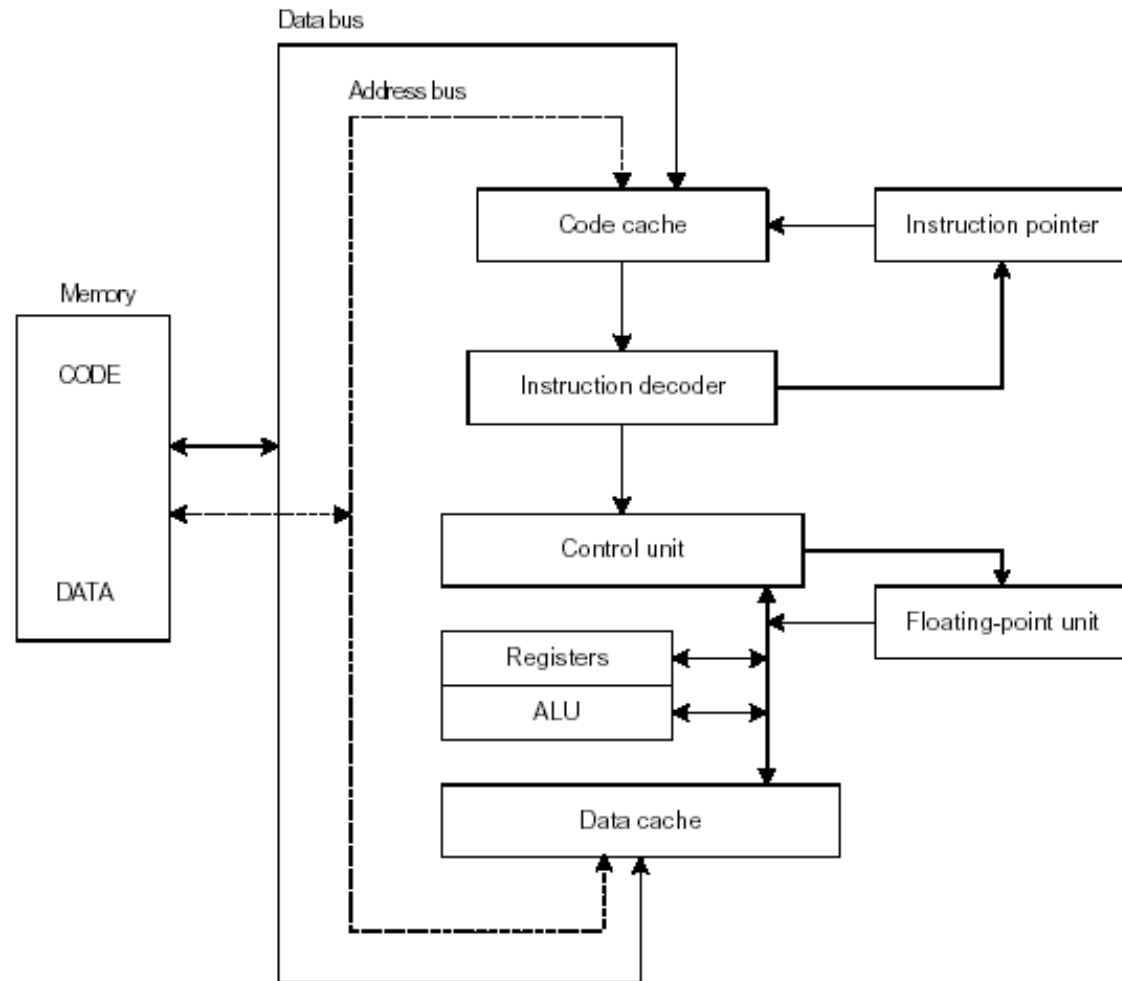 Data bus
Address bus
Code cache
Instruction pointer
Memory
CODE
Instruction decoder
Control unit
DATA
Floating-point unit
Registers
ALU
Data cache